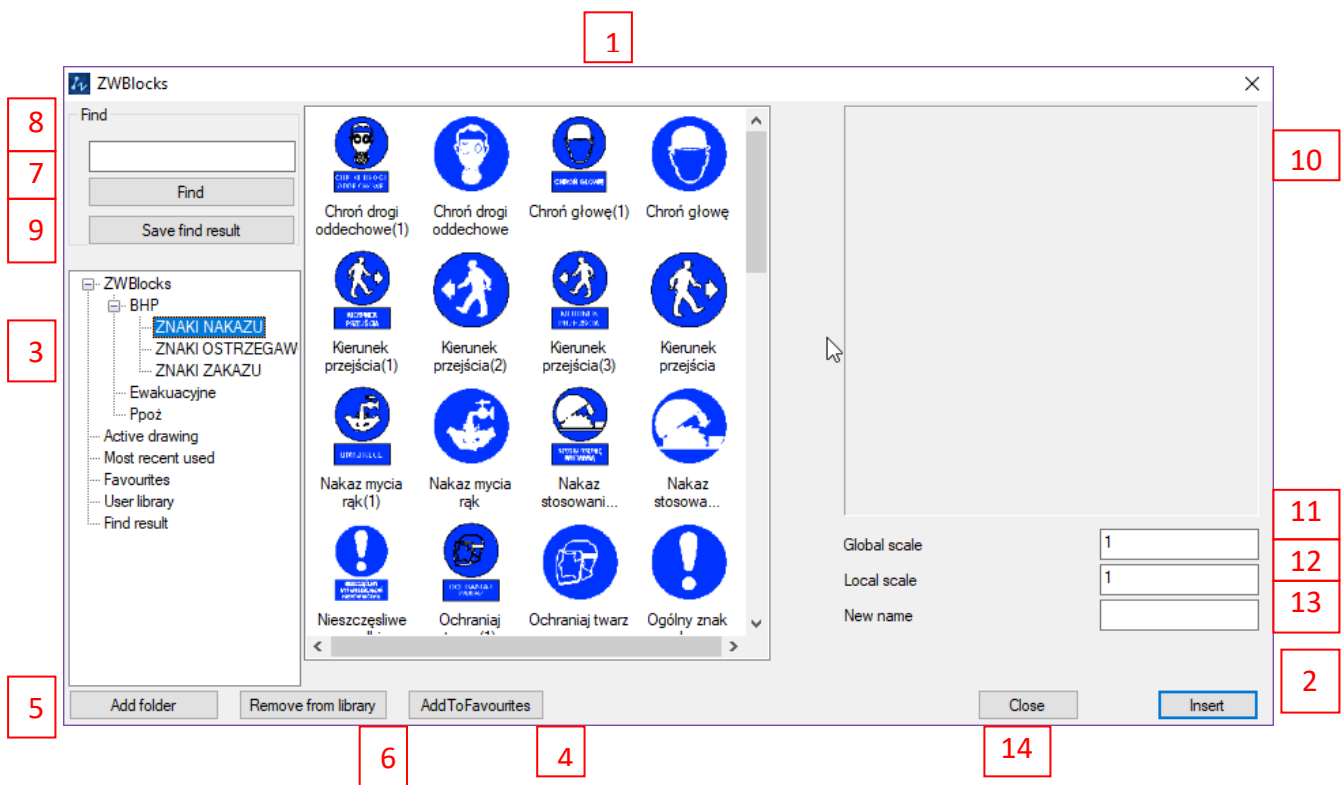 1
ZWBlocks
8
Find
7
Find
9
Save find result
10
Chroń drogi
oddechowe(1)
Chroń drogi
oddechowe
CHROŃ GŁOWĘ
Chroń głowę(1)
Chroń głowę
3
ZWBlocks
BHP
ZNAKI NAKAZU
ZNAKI OSTRZEGAW
ZNAKI ZAKAZU
Ewakuacyjne
Ppoż
Active drawing
Most recent used
Favourites
User library
Find result
Kierunek
przejścia(1)
Kierunek
przejścia(2)
Kierunek
przejścia(3)
Kierunek
przejścia
Nakaz mycia
rąk(1)
Nakaz mycia
rąk
Nakaz
stosowani...
Nakaz
stosowa...
Nieszczęsliwe
Ochraniaj
Ochraniaj twarz
Ogólny znak
11
Global scale
1
12
Local scale
1
13
New name
2
5
Add folder
Remove from library
AddToFavourites
Close
Insert
6
4
14